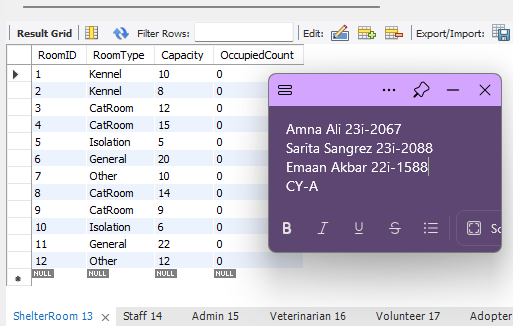 Result Grid Filter Rows: Edit: Export/Import:
RoomID RoomType Capacity OccupiedCount
1 Kennel 10 0
2 Kennel 8 0
3 CatRoom 12 0
4 CatRoom 15 0
5 Isolation 5 0
6 General 20 0
7 Other 10 0
8 CatRoom 14 0
9 CatRoom 9 0
10 Isolation 6 0
11 General 22 0
12 Other 12 0
NULL NULL NULL NULL
Amna Ali 23i-2067
Sarita Sangrez 23i-2088
Emaan Akbar 22i-1588
CY-A
B I U S Sc
ShelterRoom 13 Staff 14 Admin 15 Veterinarian 16 Volunteer 17 Adopter